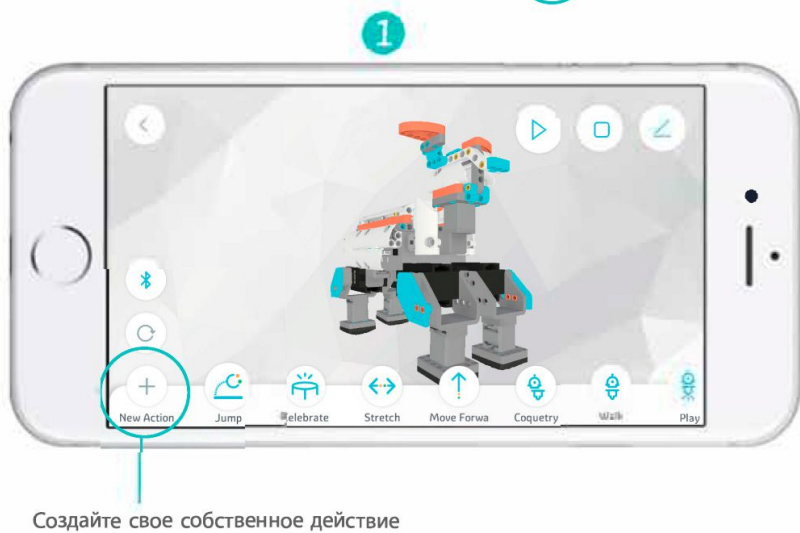 1
New Action
Jump
Celebrate
Stretch
Move Forwa
Coquetry
Walk
Play
Создайте свое собственное действие